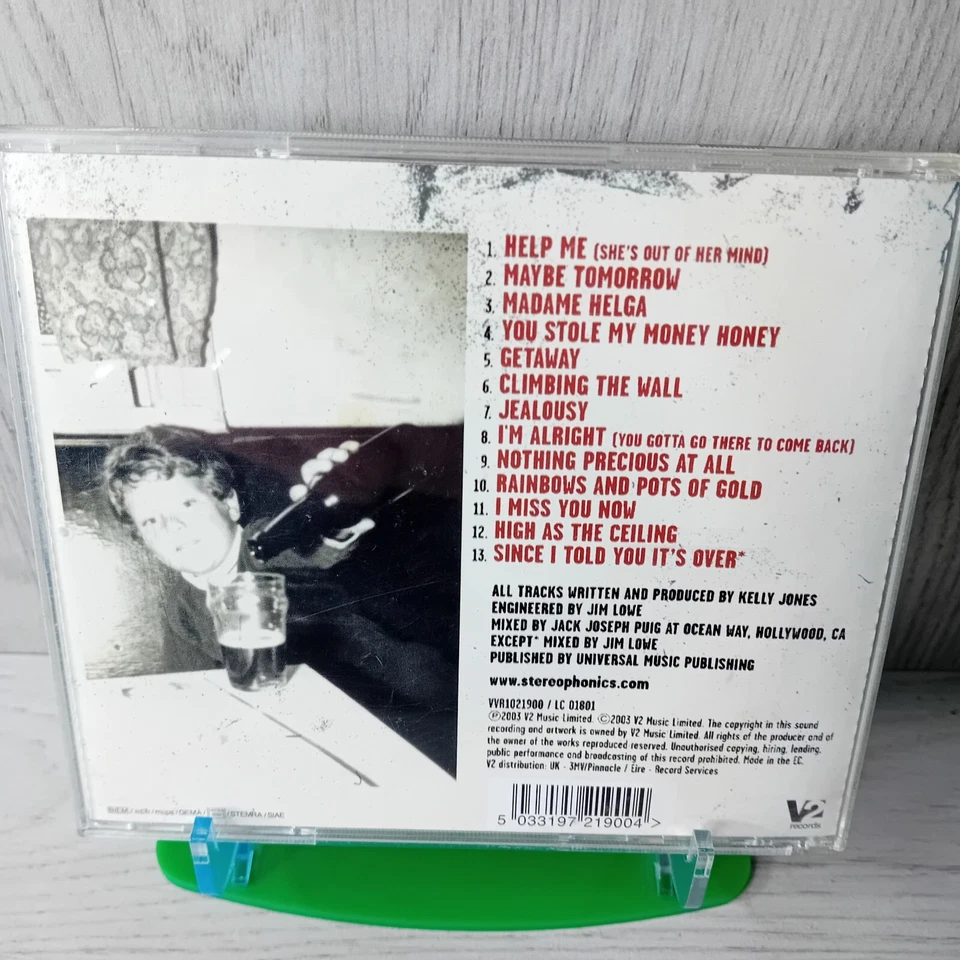 1. HELP ME (SHE'S OUT OF HER MIND)
2. MAYBE TOMORROW
3. MADAME HELGA
4. YOU STOLE MY MONEY HONEY
5. GETAWAY
6. CLIMBING THE WALL
7. JEALOUSY
8. I'M ALRIGHT (YOU GOTTA GO THERE TO COME BACK)
9. NOTHING PRECIOUS AT ALL
10. RAINBOWS AND POTS OF GOLD
11. I MISS YOU NOW
12. HIGH AS THE CEILING
13. SINCE I TOLD YOU IT'S OVER*
ALL TRACKS WRITTEN AND PRODUCED BY KELLY JONES
ENGINEERED BY JIM LOWE
MIXED BY JACK JOSEPH PUIG AT OCEAN WAY, HOLLYWOOD, CA
EXCEPT* MIXED BY JIM LOWE
PUBLISHED BY UNIVERSAL MUSIC PUBLISHING
www.stereophonics.com
VVR1021900 / LC 01801
Ⓟ2003 V2 Music Limited. ©2003 V2 Music Limited. The copyright in this sound
recording and artwork is owned by V2 Music Limited. All rights of the producer and of
the owner of the works reproduced reserved. Unauthorised copying, hiring, lending,
public performance and broadcasting of this record prohibited. Made in the EC.
V2 distribution: UK - 3MV/Pinnacle / Eire - Record Services
BIEM / ncb / mcps / GEMA / / STEMRA / SIAE
5 033197 219004 >
V2
records